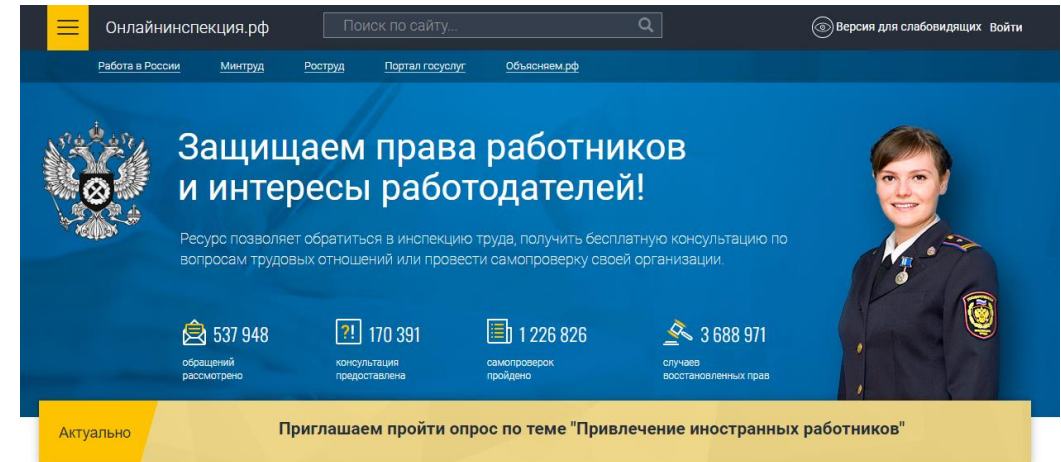 Онлайнинспекция.рф
Поиск по сайту...
Версия для слабовидящих Войти
Работа в России Минтруд Роструд Портал госуслуг Объясняем.рф
Защищаем права работников
и интересы работодателей!
Ресурс позволяет обратиться в инспекцию труда, получить бесплатную консультацию по
вопросам трудовых отношений или провести самопроверку своей организации.
537 948
обращений
рассмотрено
?! 170 391
консультация
предоставлена
1 226 826
самопроверок
пройдено
3 688 971
случаев
восстановленных прав
Актуально
Приглашаем пройти опрос по теме "Привлечение иностранных работников"